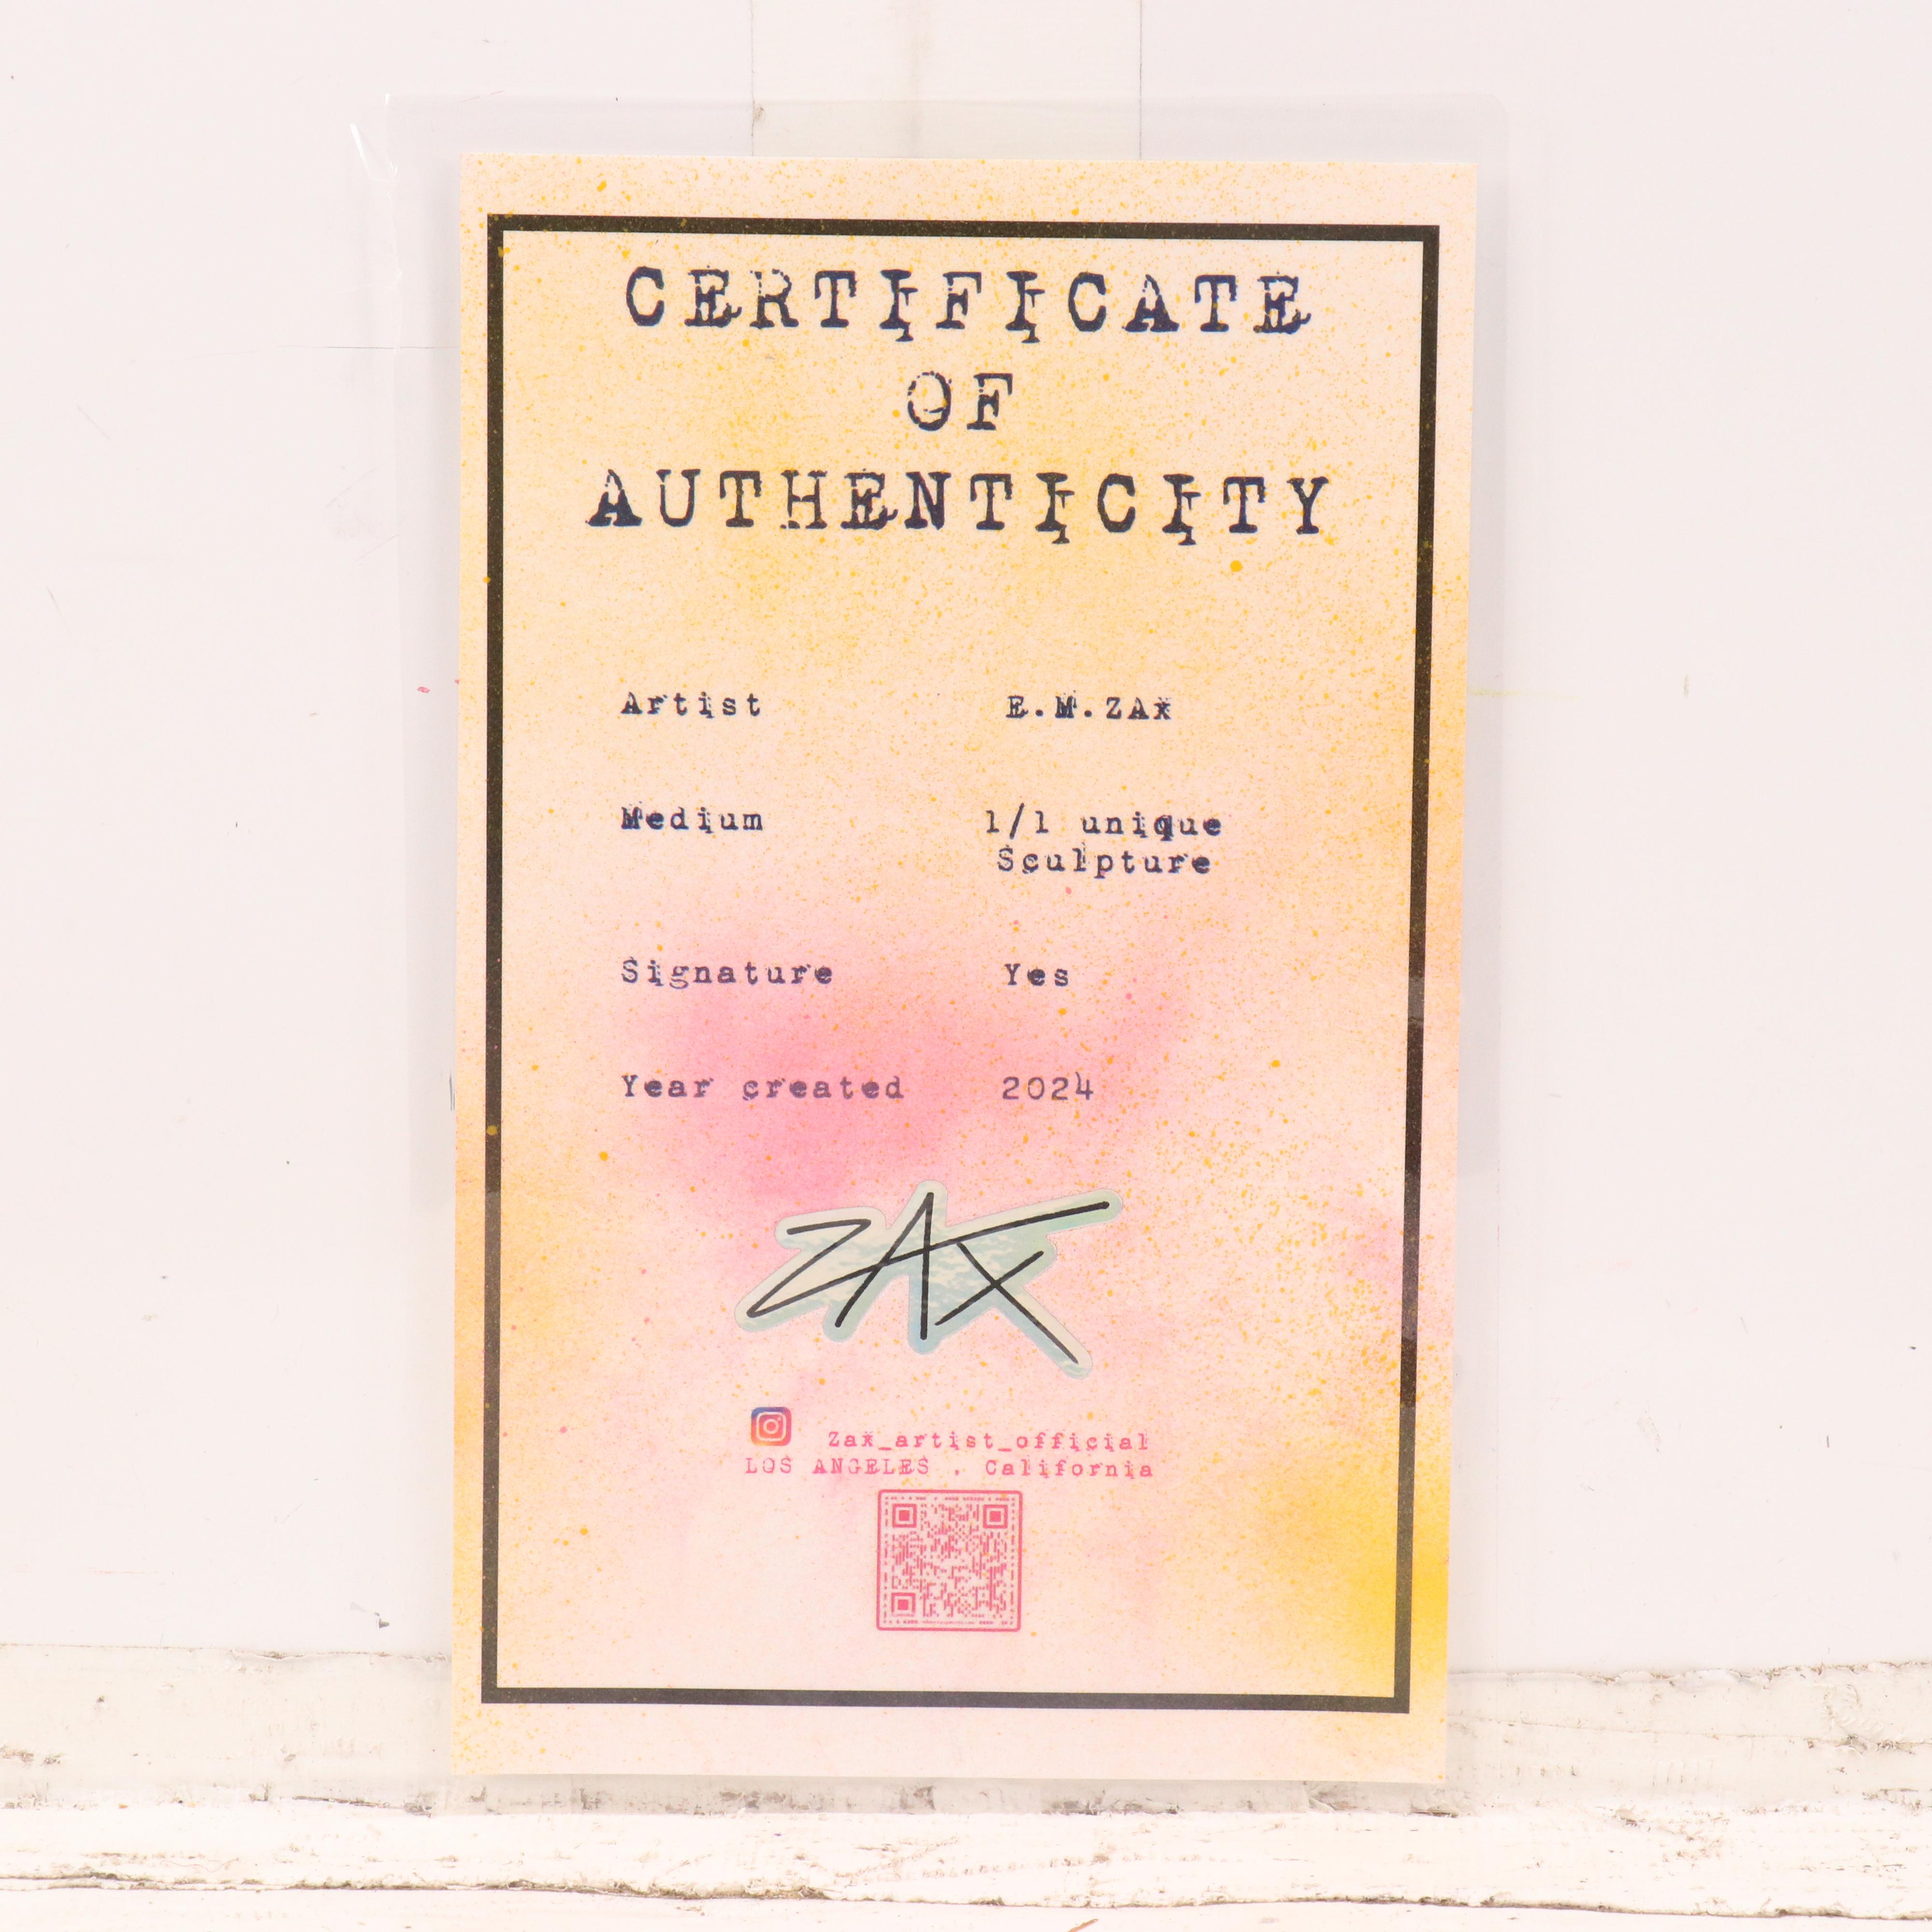 CERTIFICATE
OF
AUTHENTICITY
Artist E.M.ZAx
Medium 1/1 unique
Sculpture
Signature Yes
Year created 2024
ZAX
Zax_artist_official
LOS ANGELES , California